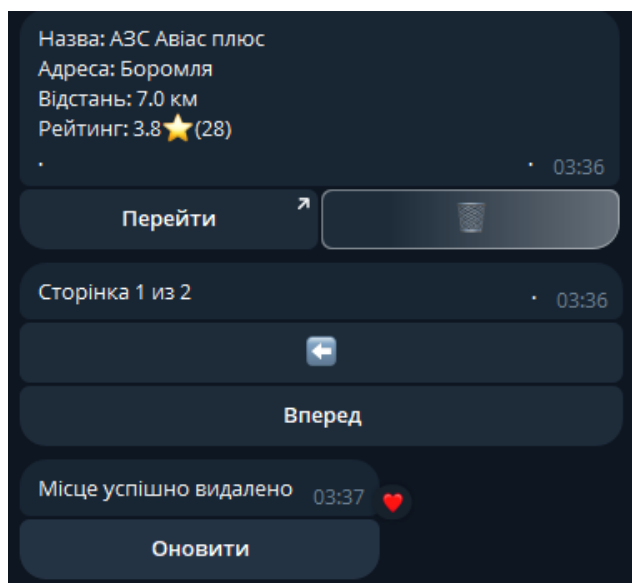 Назва: АЗС Авіас плюс
Адреса: Боромля
Відстань: 7.0 км
Рейтинг: 3.8⭐(28)
. . 03:36
Перейти
Сторінка 1 из 2 . 03:36
Вперед
Місце успішно видалено 03:37
Оновити